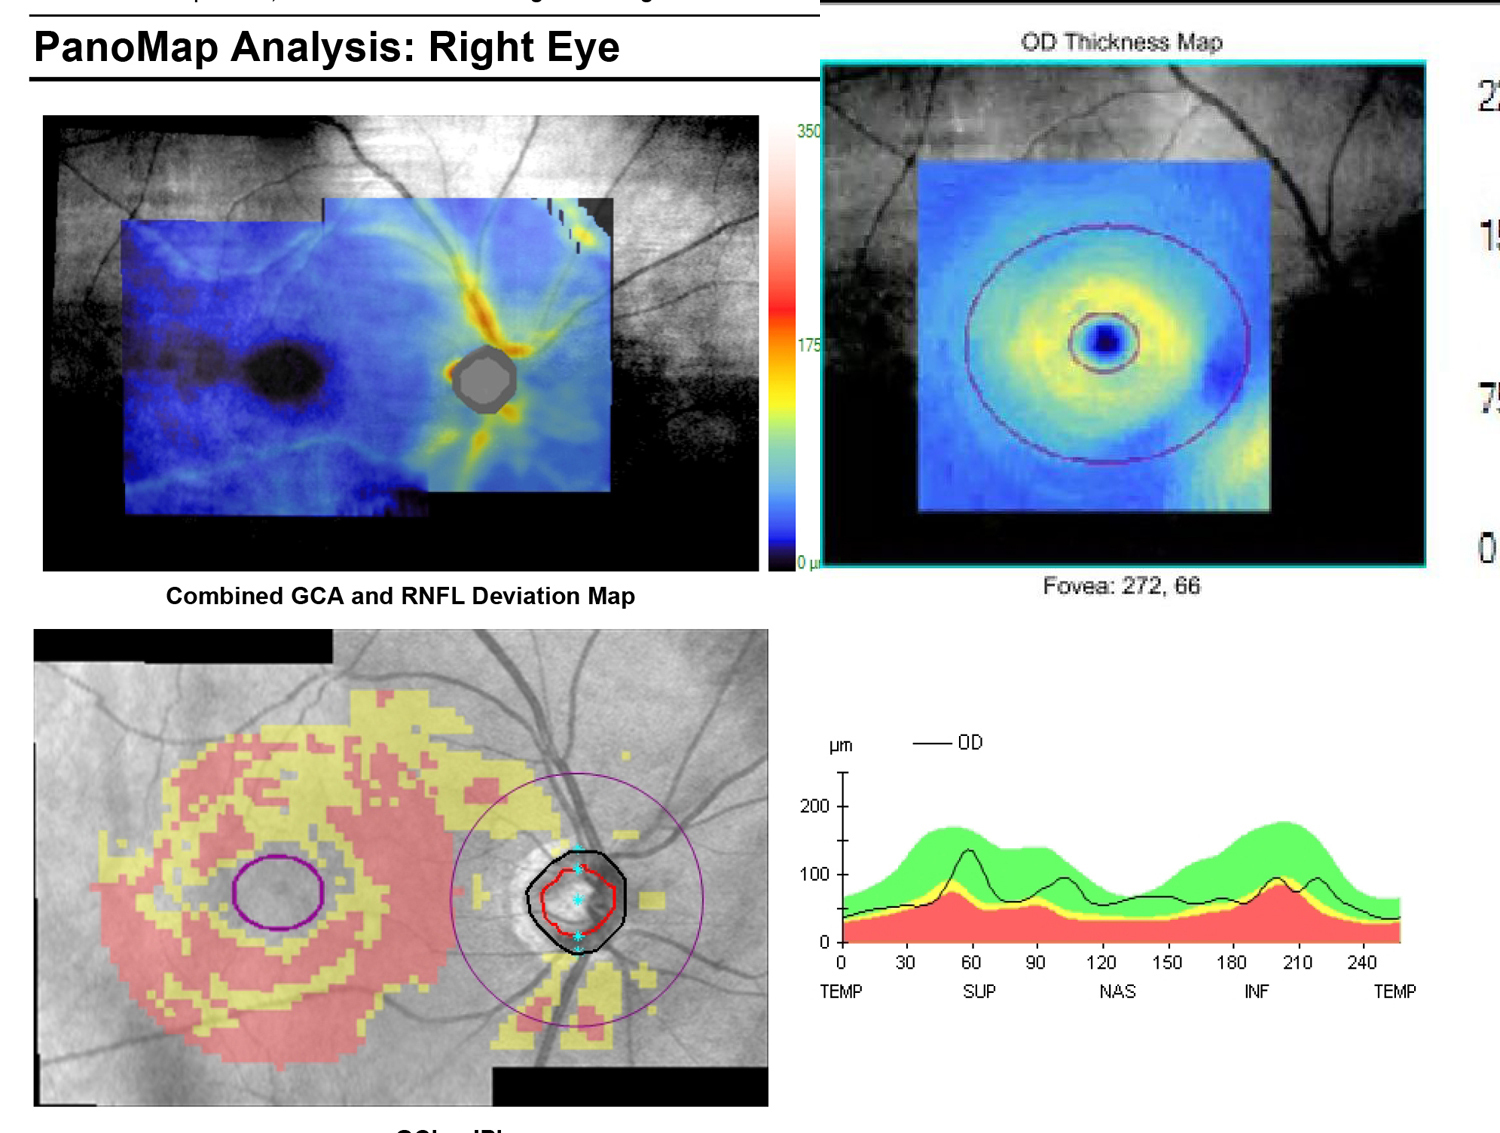 PanoMap Analysis: Right Eye
350
175
0 µ
Combined GCA and RNFL Deviation Map
OD Thickness Map
Fovea: 272, 66
0
µm
OD
200
100
0
0 30 60 90 120 150 180 210 240
TEMP SUP NAS INF TEMP